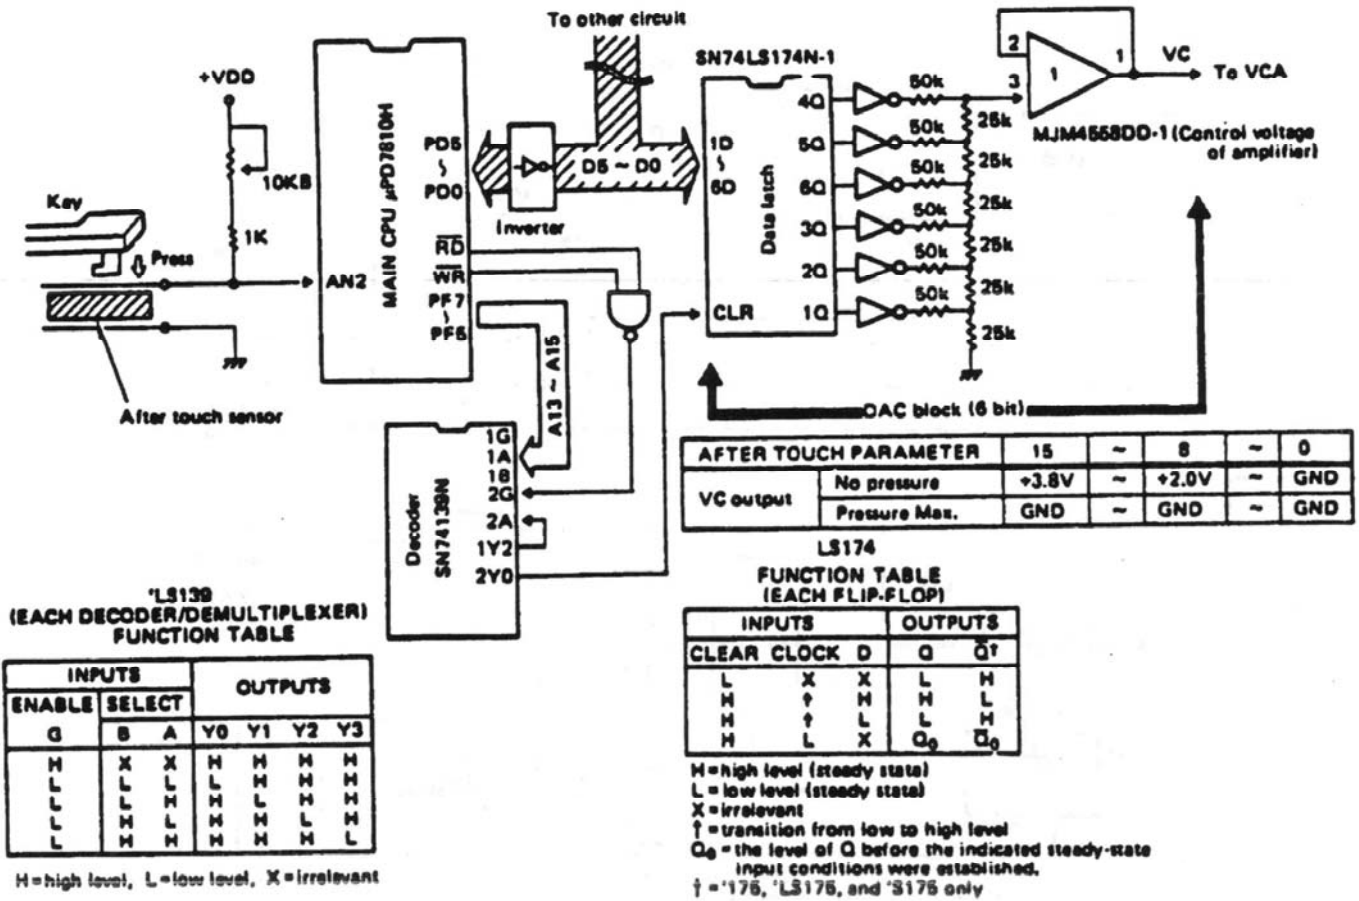 To other circuit
+VDD
10KB
1K
Key
Press
After touch sensor
MAIN CPU μPD7810H
AN2
PD5
~
PD0
RD
WR
PF7
~
PF5
Inverter
D5 ~ D0
A13 ~ A15
SN74LS174N-1
Data latch
1D
~
6D
CLR
4Q
5Q
6Q
3Q
2Q
1Q
50k
50k
50k
50k
50k
50k
25k
25k
25k
25k
25k
25k
2
3
1
1
VC
To VCA
MJM4558DD-1 (Control voltage
of amplifier)
DAC block (6 bit)
Decoder
SN74139N
1G
1A
1B
2G
2A
1Y2
2Y0
AFTER TOUCH PARAMETER 15 ~ 8 ~ 0
VC output
No pressure +3.8V ~ +2.0V ~ GND
Pressure Max. GND ~ GND ~ GND
'LS139
(EACH DECODER/DEMULTIPLEXER)
FUNCTION TABLE
INPUTS OUTPUTS
ENABLE SELECT
G B A Y0 Y1 Y2 Y3
H X X H H H H
L L L L H H H
L L H H L H H
L H L H H L H
L H H H H H L
H=high level, L=low level, X=irrelevant
LS174
FUNCTION TABLE
(EACH FLIP-FLOP)
INPUTS OUTPUTS
CLEAR CLOCK D Q Q̄†
L X X L H
H ↑ H H L
H ↑ L L H
H L X Q0 Q̄0
H=high level (steady state)
L=low level (steady state)
X=irrelevant
↑=transition from low to high level
Q0=the level of Q before the indicated steady-state
input conditions were established.
†='175, 'LS175, and 'S175 only